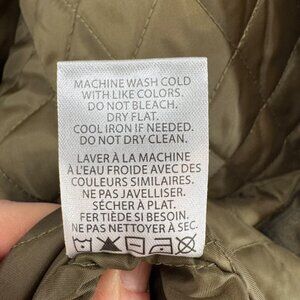 MACHINE WASH COLD
WITH LIKE COLORS.
DO NOT BLEACH.
DRY FLAT.
COOL IRON IF NEEDED.
DO NOT DRY CLEAN.
LAVER À LA MACHINE
À L'EAU FROIDE AVEC DES
COULEURS SIMILAIRES.
NE PAS JAVELLISER.
SÉCHER À PLAT.
FER TIÈDE SI BESOIN.
NE PAS NETTOYER À SEC.